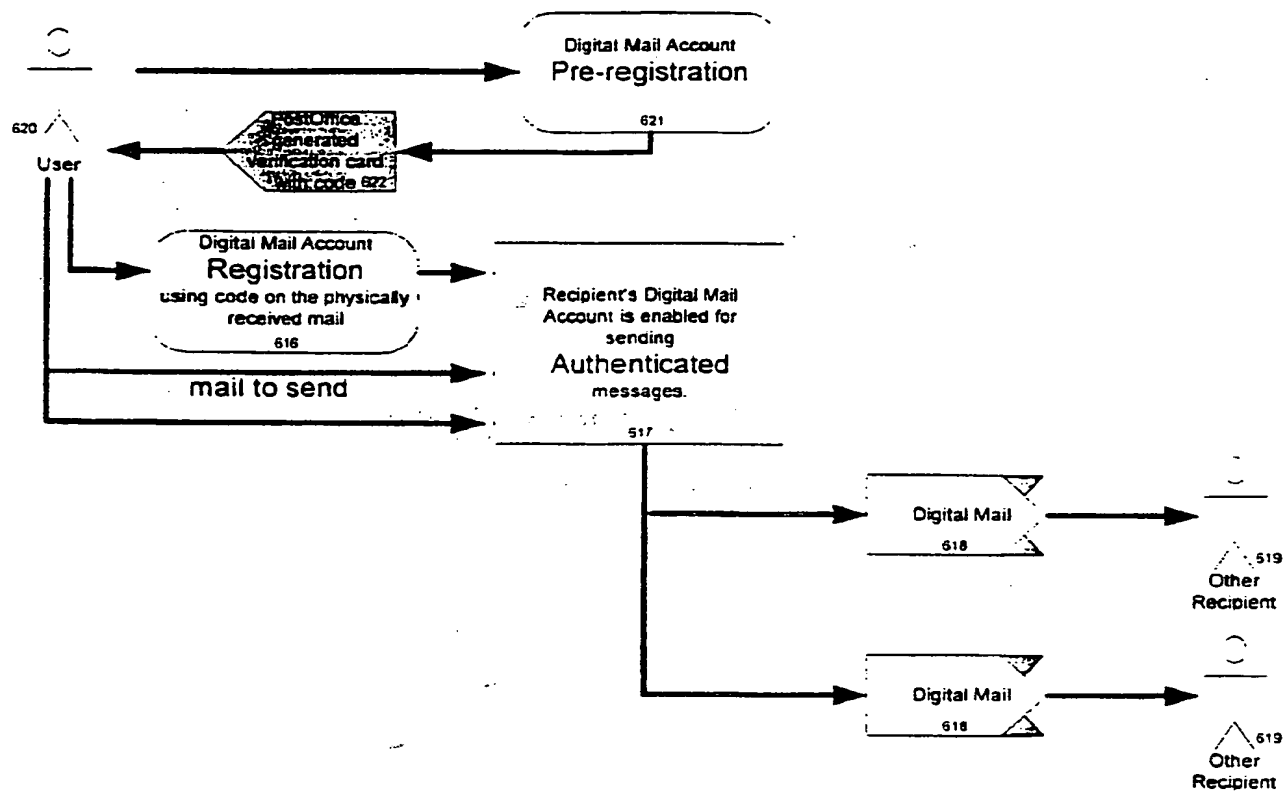 Digital Mail Account
Pre-registration
621
620
User
PostOffice
generated
verification card
with code 622
Digital Mail Account
Registration
using code on the physically
received mail
616
Recipient's Digital Mail
Account is enabled for
sending
Authenticated
messages.
517
mail to send
Digital Mail
618
519
Other
Recipient
Digital Mail
618
619
Other
Recipient